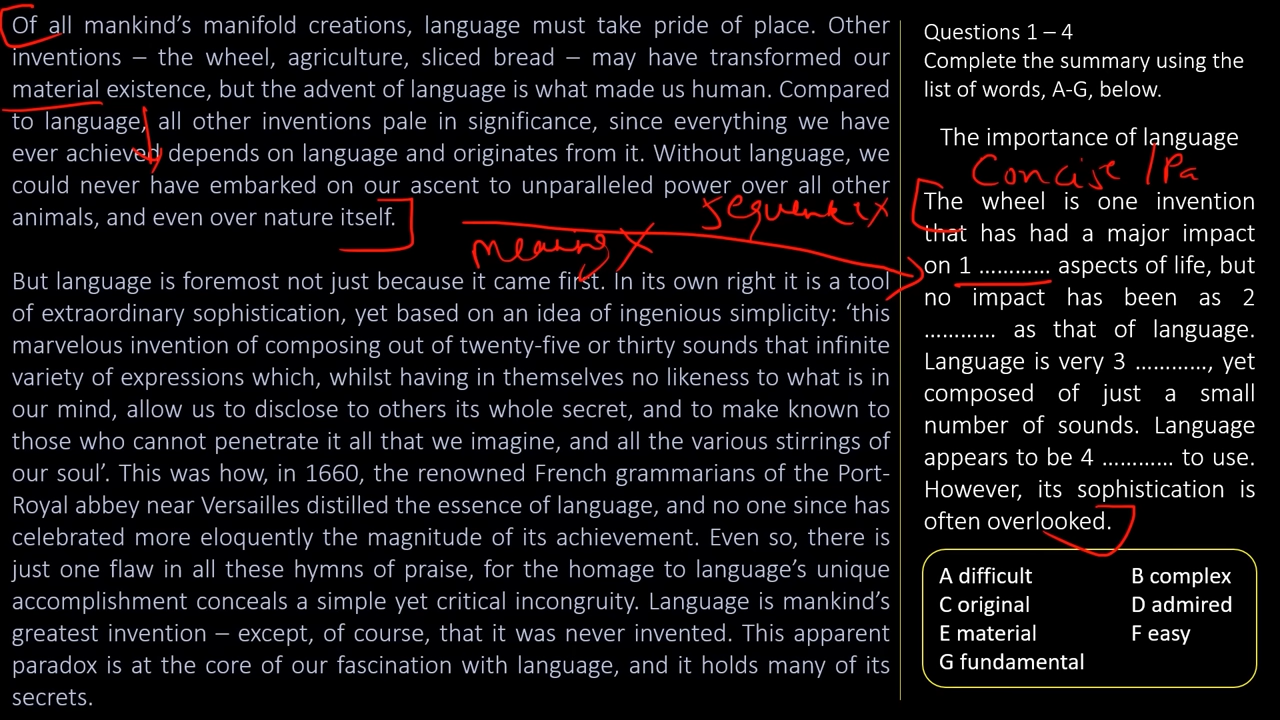 Of all mankind’s manifold creations, language must take pride of place. Other
inventions – the wheel, agriculture, sliced bread – may have transformed our
material existence, but the advent of language is what made us human. Compared
to language, all other inventions pale in significance, since everything we have
ever achieved depends on language and originates from it. Without language, we
could never have embarked on our ascent to unparalleled power over all other
animals, and even over nature itself.
sequence x
meaning X
But language is foremost not just because it came first. In its own right it is a tool
of extraordinary sophistication, yet based on an idea of ingenious simplicity: ‘this
marvelous invention of composing out of twenty-five or thirty sounds that infinite
variety of expressions which, whilst having in themselves no likeness to what is in
our mind, allow us to disclose to others its whole secret, and to make known to
those who cannot penetrate it all that we imagine, and all the various stirrings of
our soul’. This was how, in 1660, the renowned French grammarians of the Port-
Royal abbey near Versailles distilled the essence of language, and no one since has
celebrated more eloquently the magnitude of its achievement. Even so, there is
just one flaw in all these hymns of praise, for the homage to language’s unique
accomplishment conceals a simple yet critical incongruity. Language is mankind’s
greatest invention – except, of course, that it was never invented. This apparent
paradox is at the core of our fascination with language, and it holds many of its
secrets.
Questions 1 – 4
Complete the summary using the
list of words, A-G, below.
The importance of language
Concise / Pa
The wheel is one invention
that has had a major impact
on 1 ............ aspects of life, but
no impact has been as 2
............ as that of language.
Language is very 3 ............, yet
composed of just a small
number of sounds. Language
appears to be 4 ............ to use.
However, its sophistication is
often overlooked.
A difficult B complex
C original D admired
E material F easy
G fundamental